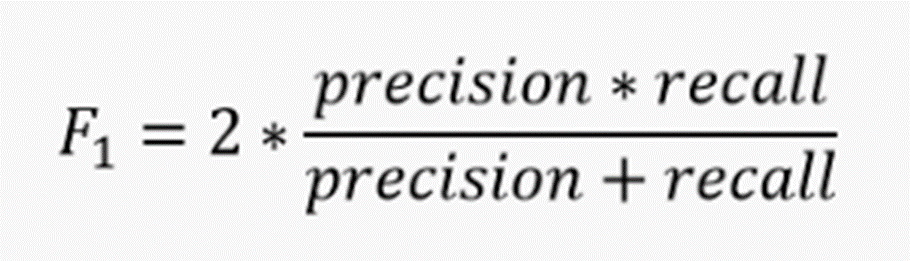 F₁ = 2 * precision * recall / precision + recall